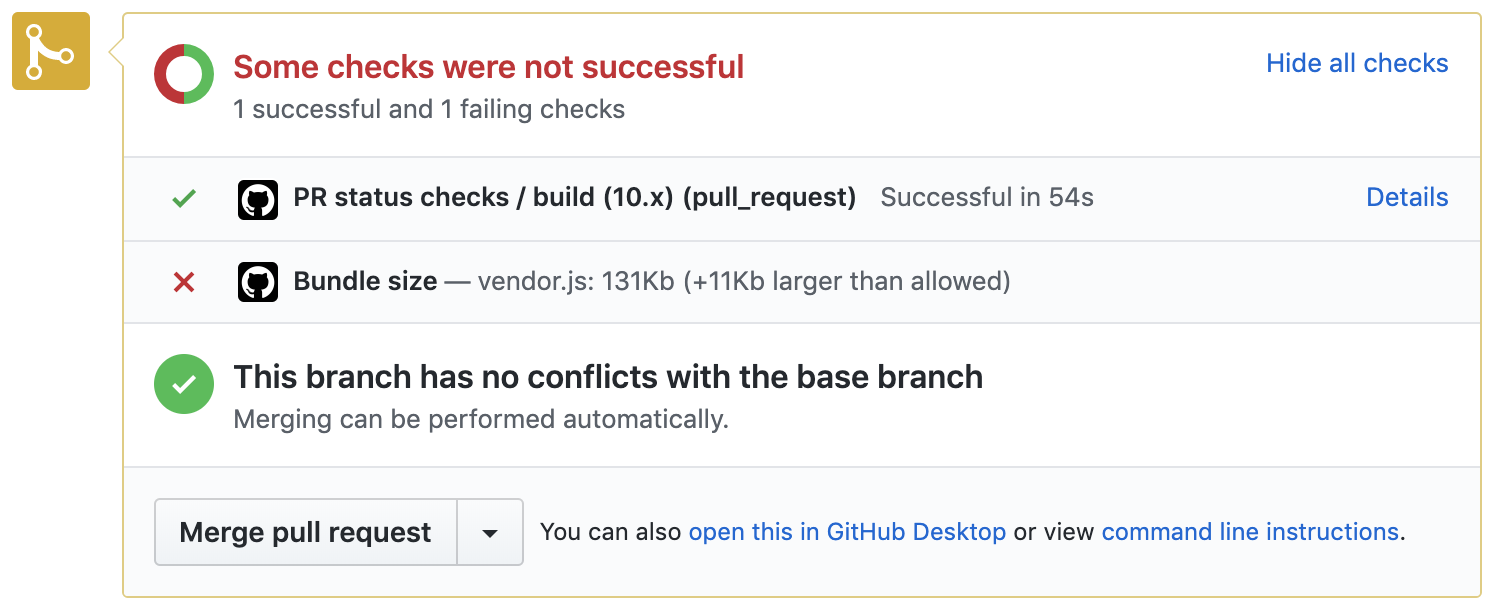 Some checks were not successful
Hide all checks
1 successful and 1 failing checks
PR status checks / build (10.x) (pull_request) Successful in 54s Details
Bundle size — vendor.js: 131Kb (+11Kb larger than allowed)
This branch has no conflicts with the base branch
Merging can be performed automatically.
Merge pull request You can also open this in GitHub Desktop or view command line instructions.